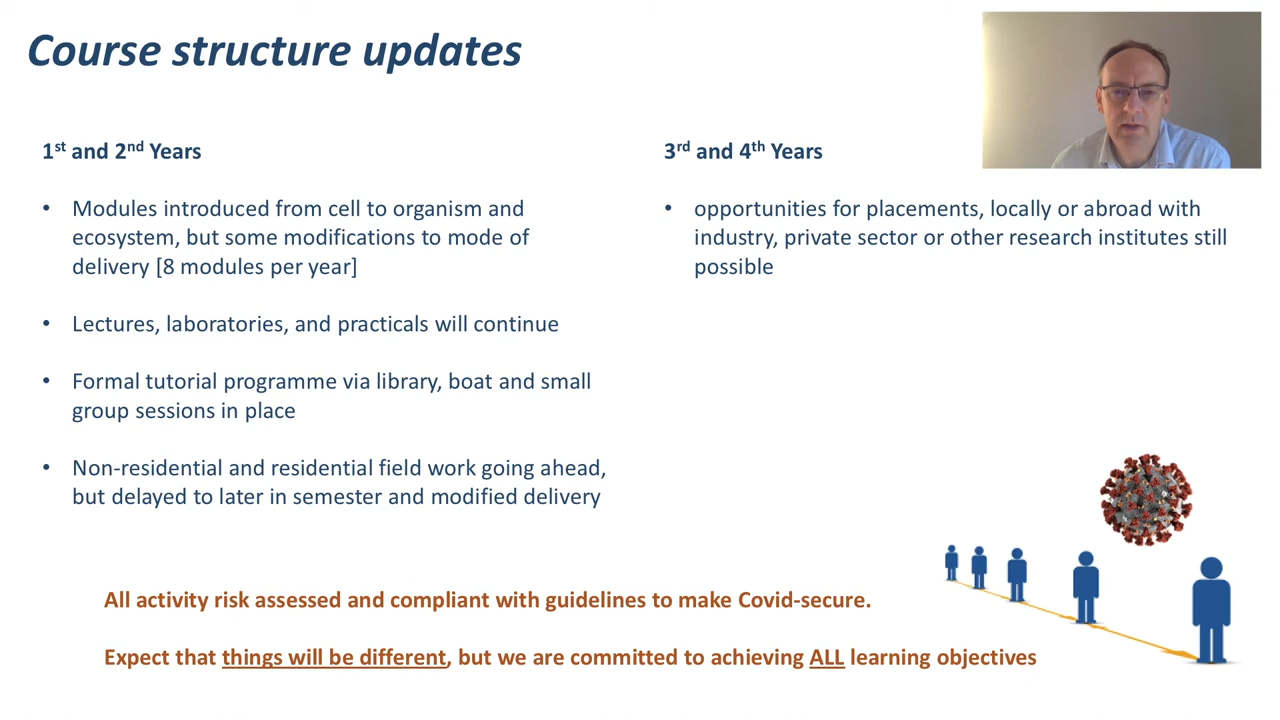 Course structure updates
1st and 2nd Years
Modules introduced from cell to organism and
ecosystem, but some modifications to mode of
delivery [8 modules per year]
Lectures, laboratories, and practicals will continue
Formal tutorial programme via library, boat and small
group sessions in place
Non-residential and residential field work going ahead,
but delayed to later in semester and modified delivery
3rd and 4th Years
opportunities for placements, locally or abroad with
industry, private sector or other research institutes still
possible
All activity risk assessed and compliant with guidelines to make Covid-secure.
Expect that things will be different, but we are committed to achieving ALL learning objectives